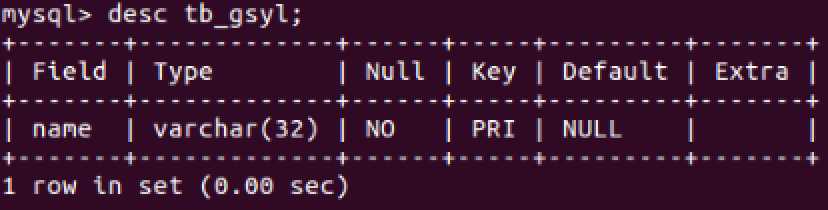 mysql> desc tb_gsyl;
+-------+-------------+------+-----+---------+-------+
| Field | Type        | Null | Key | Default | Extra |
+-------+-------------+------+-----+---------+-------+
| name  | varchar(32) | NO   | PRI | NULL    |       |
+-------+-------------+------+-----+---------+-------+
1 row in set (0.00 sec)